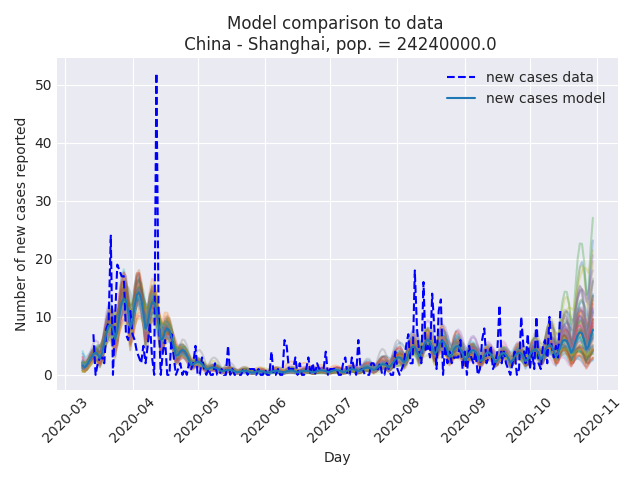 Model comparison to data
China - Shanghai, pop. = 24240000.0
new cases data
new cases model
Number of new cases reported
50
40
30
20
10
0
2020-03
2020-04
2020-05
2020-06
2020-07
2020-08
2020-09
2020-10
2020-11
Day